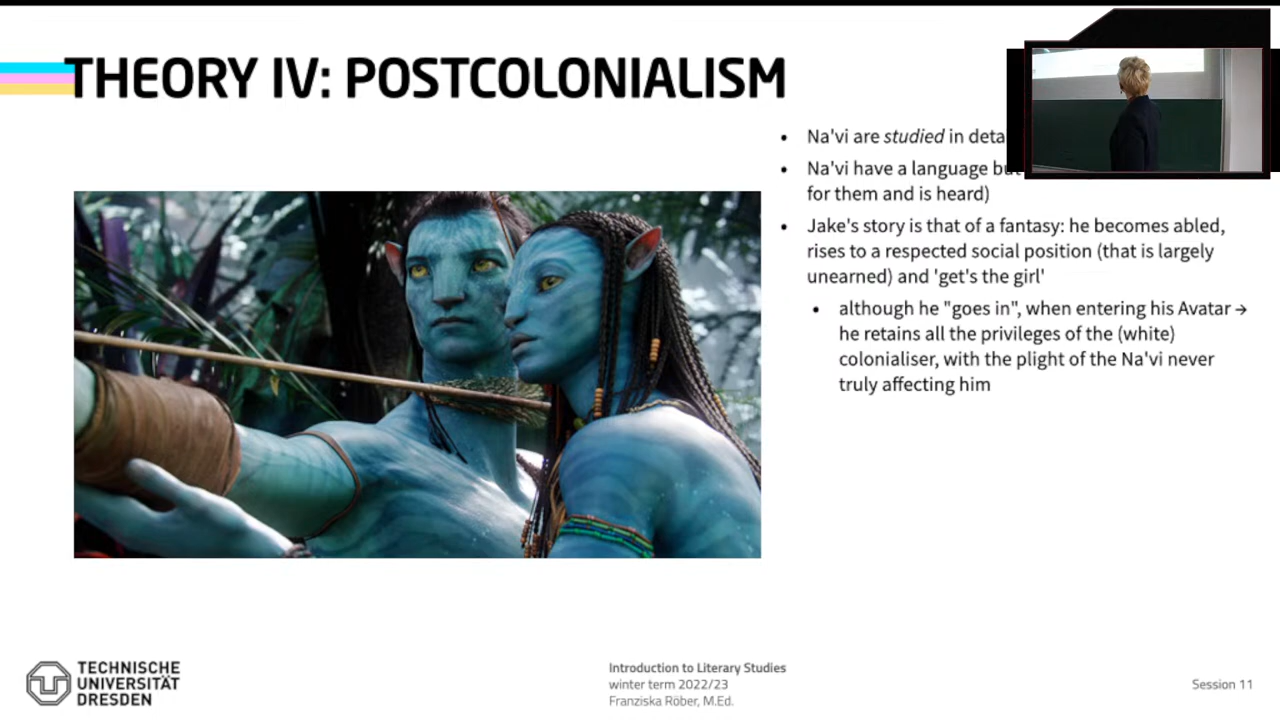 THEORY IV: POSTCOLONIALISM
• Na'vi are studied in
• Na'vi have a language
for them and is heard)
• Jake's story is that of a fantasy: he becomes abled,
rises to a respected social position (that is largely
unearned) and 'get's the girl'
• although he "goes in", when entering his Avatar →
he retains all the privileges of the (white)
colonialiser, with the plight of the Na'vi never
truly affecting him
TECHNISCHE
UNIVERSITÄT
DRESDEN
Introduction to Literary Studies
winter term 2022/23
Franziska Röber, M.Ed.
Session 11